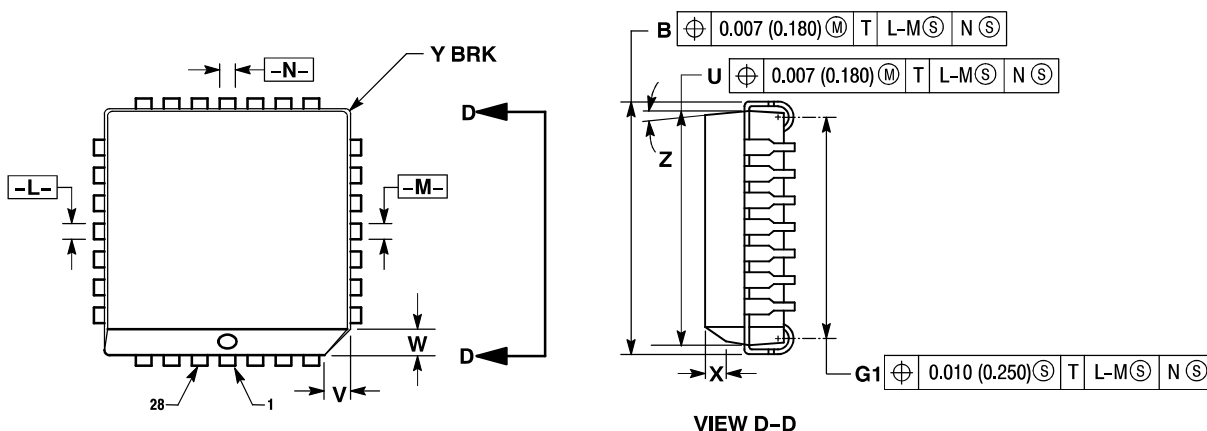 B ⌖ 0.007 (0.180) Ⓜ T L–M Ⓢ N Ⓢ
Y BRK
–N–
U ⌖ 0.007 (0.180) Ⓜ T L–M Ⓢ N Ⓢ
D
Z
–L–
–M–
W
D
X
V
G1 ⌖ 0.010 (0.250) Ⓢ T L–M Ⓢ N Ⓢ
28
1
VIEW D–D